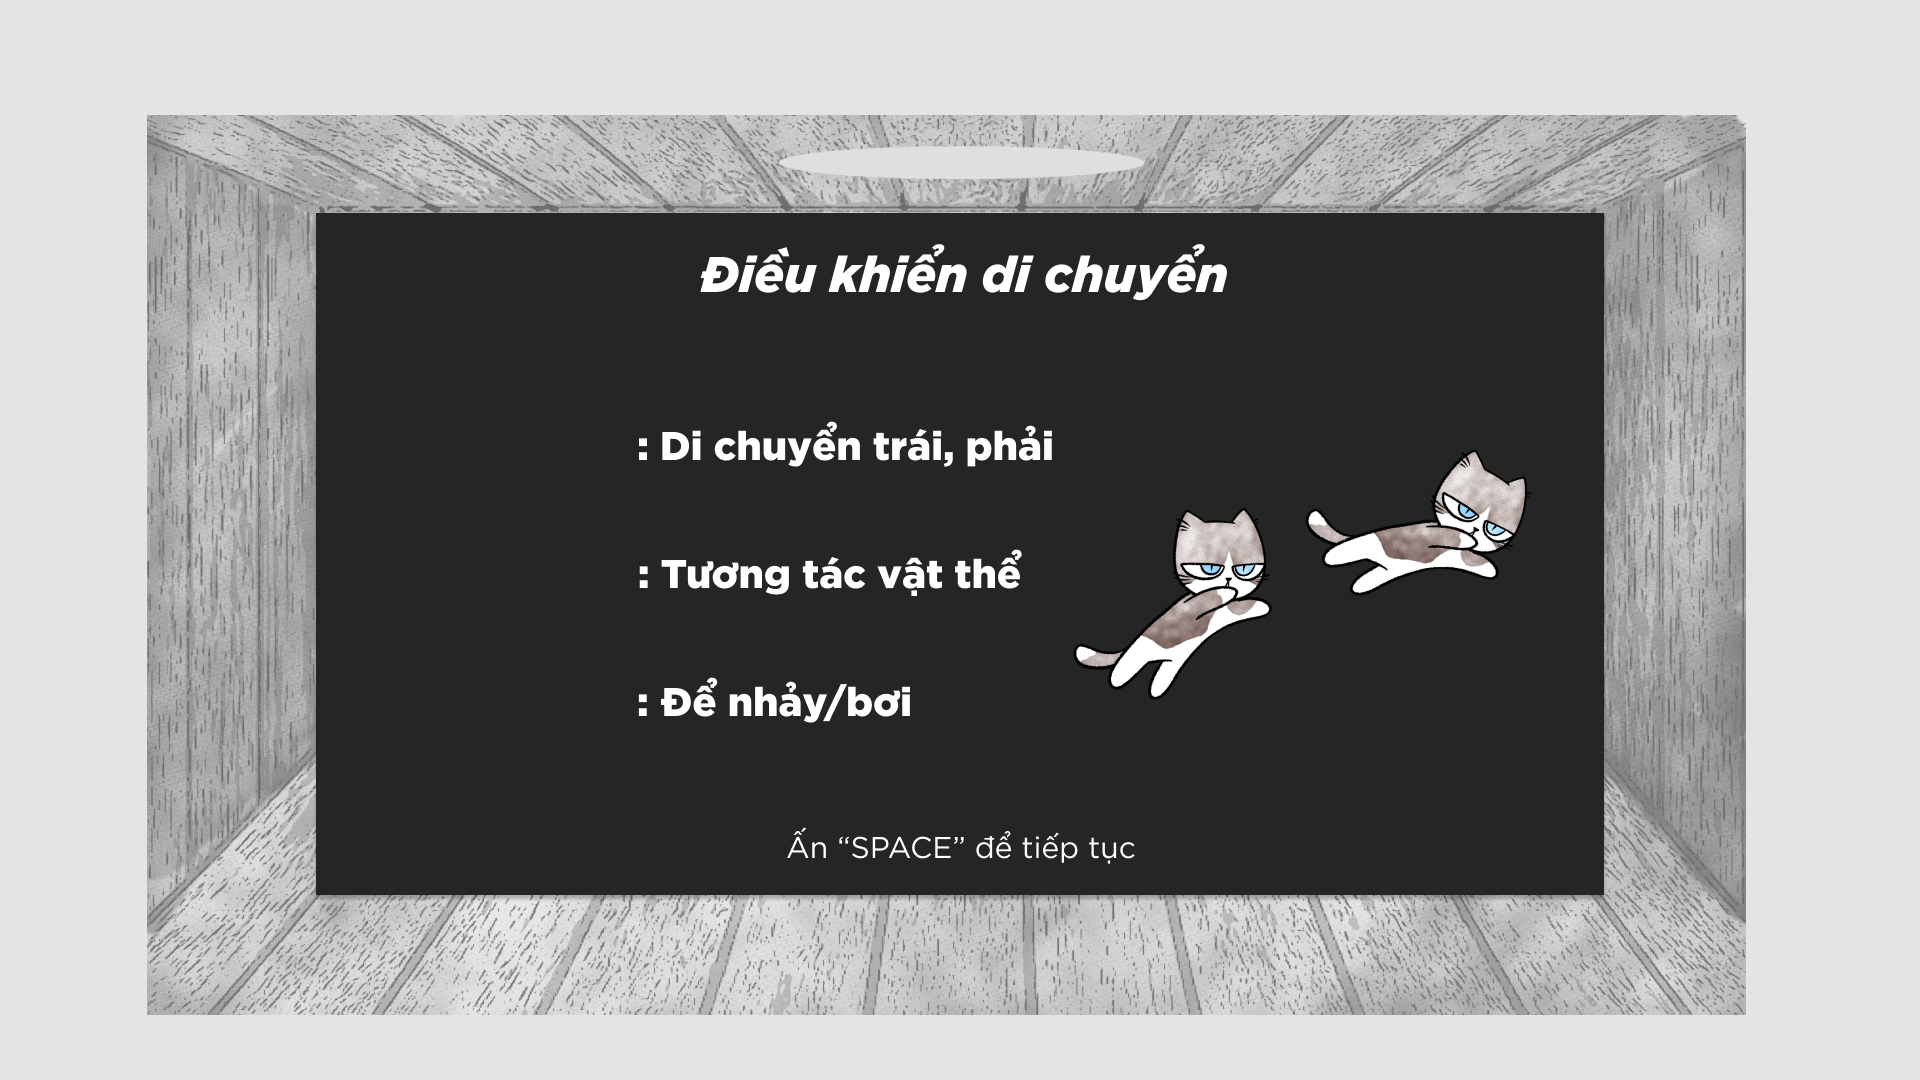 Điều khiển di chuyển
: Di chuyển trái, phải
: Tương tác vật thể
: Để nhảy/bơi
Ấn “SPACE” để tiếp tục